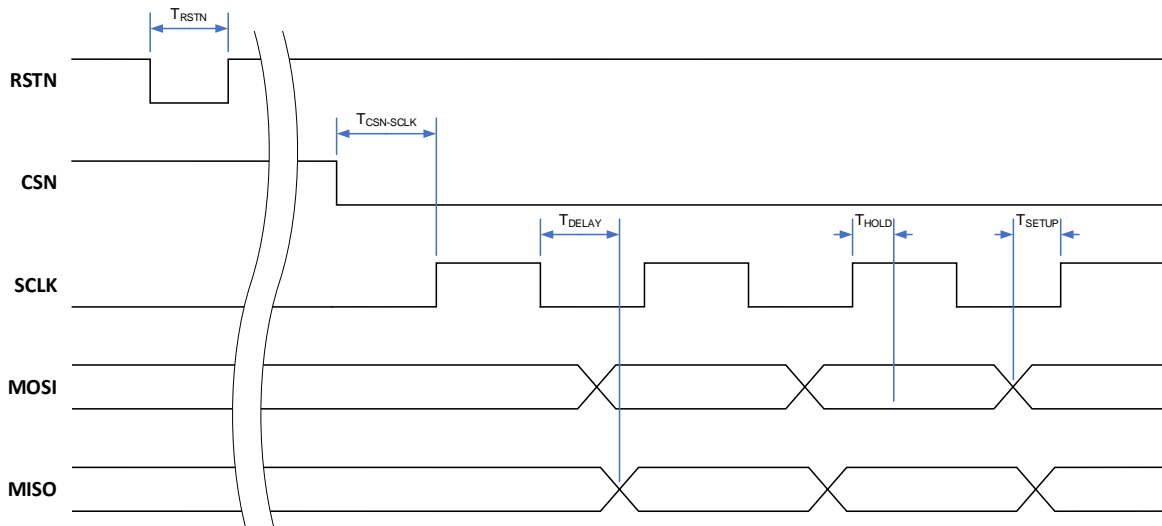 TRSTN
RSTN
TCSN-SCLK
CSN
TDELAY
THOLD
TSETUP
SCLK
MOSI
MISO